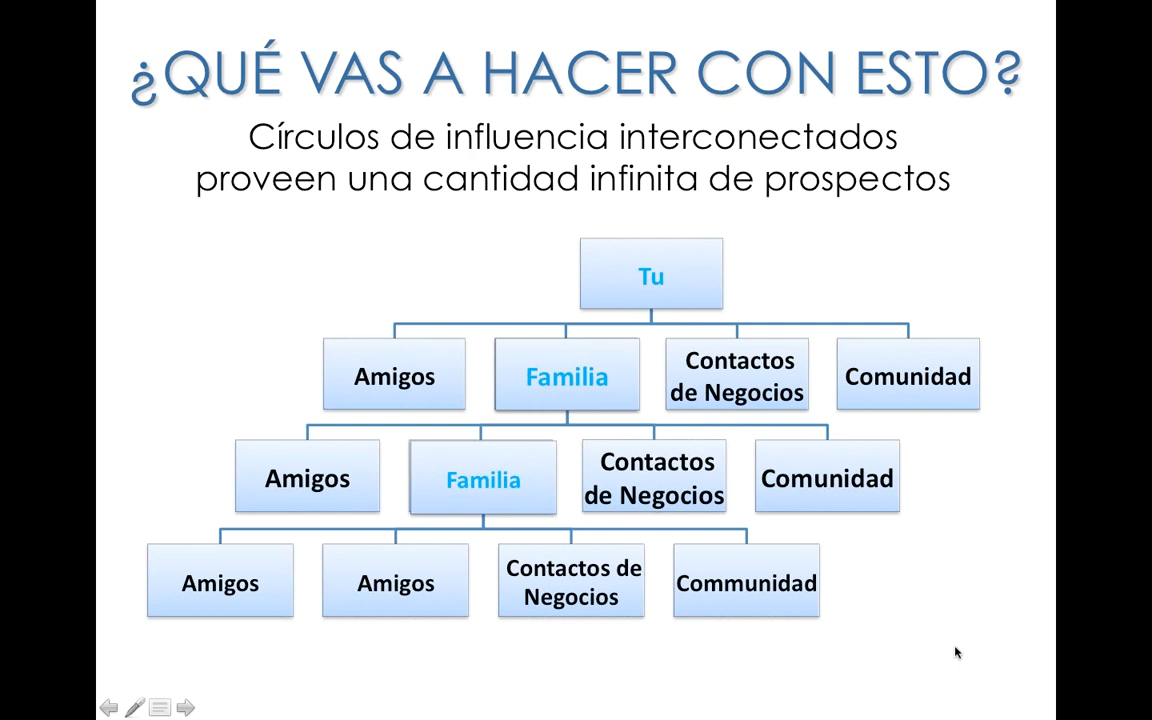 ¿QUÉ VAS A HACER CON ESTO?
Círculos de influencia interconectados
proveen una cantidad infinita de prospectos
Tu
Amigos
Familia
Contactos
de Negocios
Comunidad
Amigos
Familia
Contactos
de Negocios
Comunidad
Amigos
Amigos
Contactos de
Negocios
Communidad